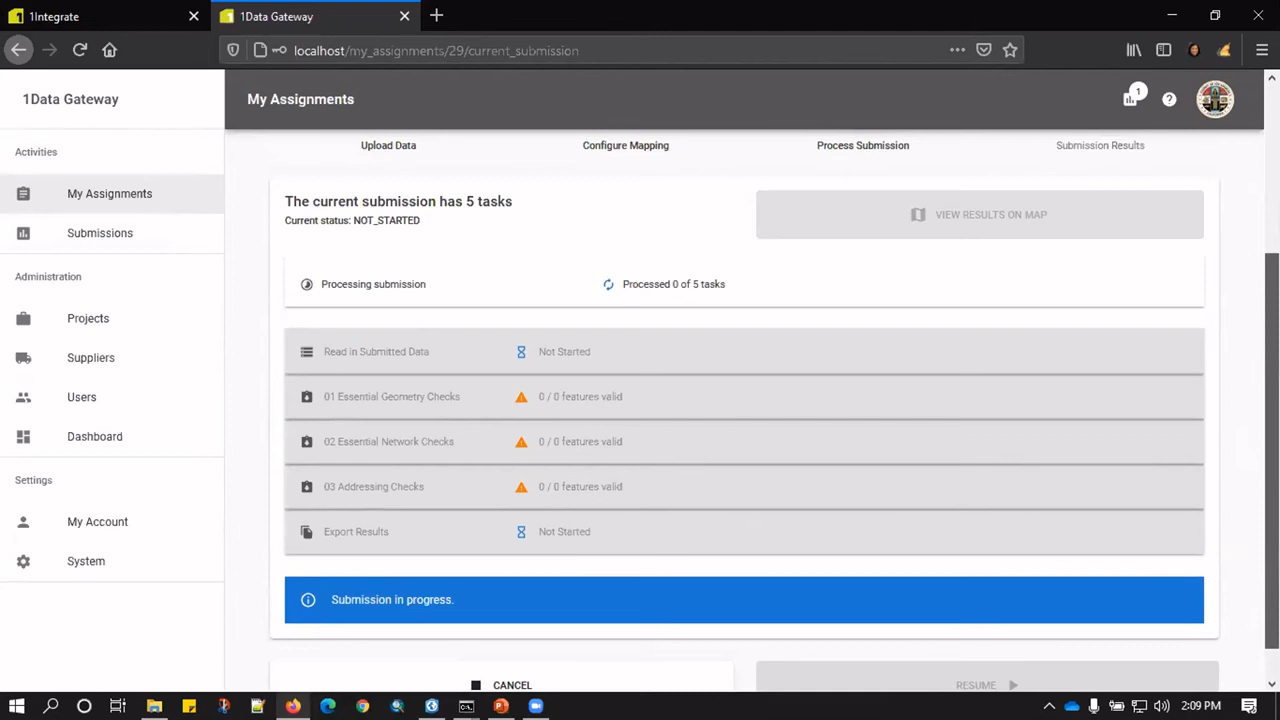 1Integrate
1Data Gateway
localhost/my_assignments/29/current_submission
1Data Gateway
My Assignments
1
Activities
My Assignments
Submissions
Administration
Projects
Suppliers
Users
Dashboard
Settings
My Account
System
Upload Data
Configure Mapping
Process Submission
Submission Results
The current submission has 5 tasks
Current status: NOT_STARTED
VIEW RESULTS ON MAP
Processing submission
Processed 0 of 5 tasks
Read in Submitted Data
Not Started
01 Essential Geometry Checks
0 / 0 features valid
02 Essential Network Checks
0 / 0 features valid
03 Addressing Checks
0 / 0 features valid
Export Results
Not Started
Submission in progress.
CANCEL
RESUME
2:09 PM